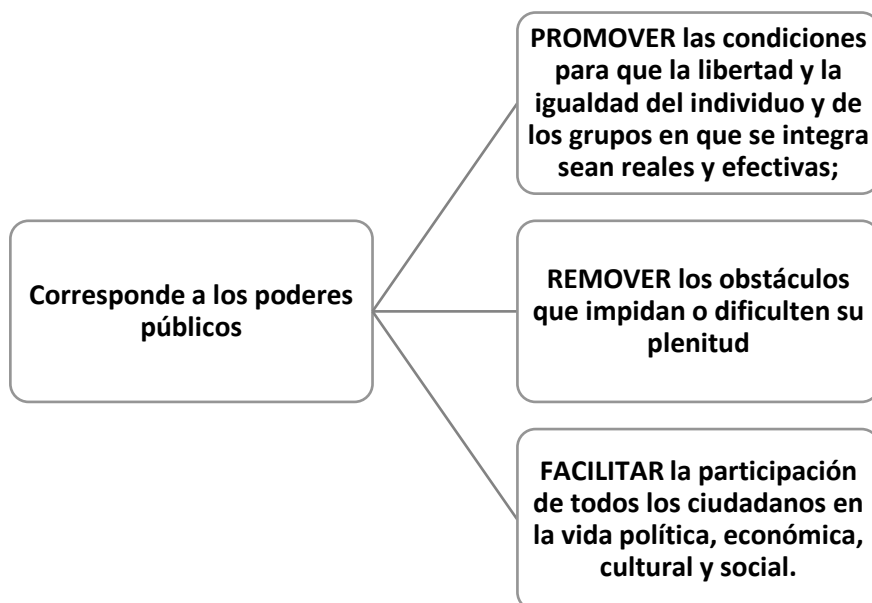 Corresponde a los poderes
públicos
PROMOVER las condiciones
para que la libertad y la
igualdad del individuo y de
los grupos en que se integra
sean reales y efectivas;
REMOVER los obstáculos
que impidan o dificulten su
plenitud
FACILITAR la participación
de todos los ciudadanos en
la vida política, económica,
cultural y social.